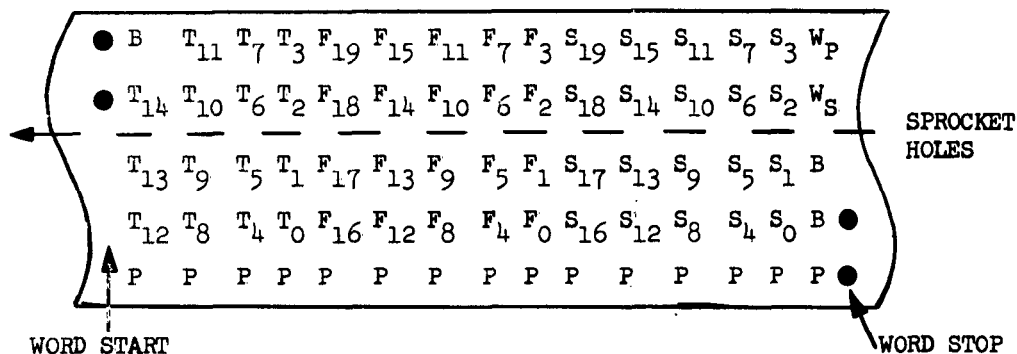 ● B T₁₁ T₇ T₃ F₁₉ F₁₅ F₁₁ F₇ F₃ S₁₉ S₁₅ S₁₁ S₇ S₃ W_P
● T₁₄ T₁₀ T₆ T₂ F₁₈ F₁₄ F₁₀ F₆ F₂ S₁₈ S₁₄ S₁₀ S₆ S₂ W_S
SPROCKET
HOLES
T₁₃ T₉ T₅ T₁ F₁₇ F₁₃ F₉ F₅ F₁ S₁₇ S₁₃ S₉ S₅ S₁ B
T₁₂ T₈ T₄ T₀ F₁₆ F₁₂ F₈ F₄ F₀ S₁₆ S₁₂ S₈ S₄ S₀ B ●
P P P P P P P P P P P P P P P ●
WORD START
WORD STOP